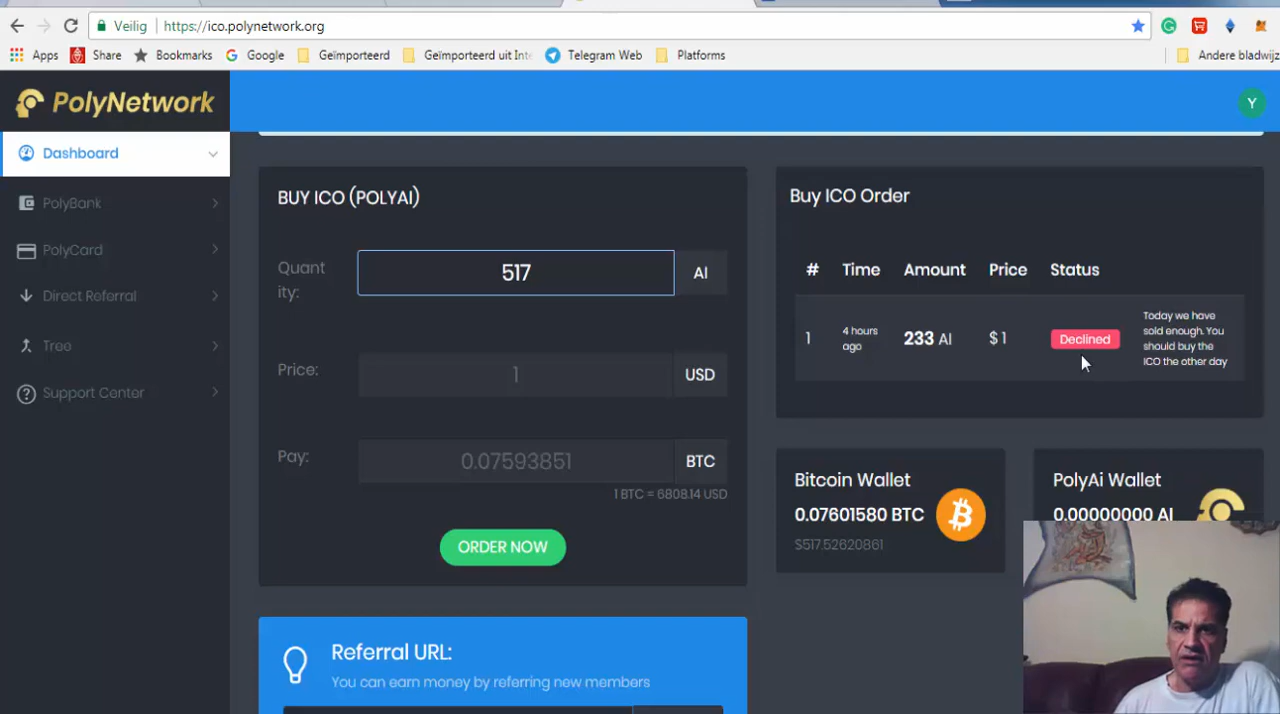 Veilig
https://ico.polynetwork.org
Apps
Share
Bookmarks
Google
Geïmporteerd
Geïmporteerd uit Int
Telegram Web
Platforms
Andere bladwijz
PolyNetwork
Y
Dashboard
PolyBank
PolyCard
Direct Referral
Tree
Support Center
BUY ICO (POLYAI)
Quant
ity:
517
AI
Price:
1
USD
Pay:
0.07593851
BTC
1 BTC = 6808.14 USD
ORDER NOW
Referral URL:
You can earn money by referring new members
Buy ICO Order
# Time Amount Price Status
1
4 hours
ago
233 AI
$ 1
Declined
Today we have
sold enough. You
should buy the
ICO the other day
Bitcoin Wallet
0.07601580 BTC
$517.52620861
PolyAi Wallet
0.00000000 AI